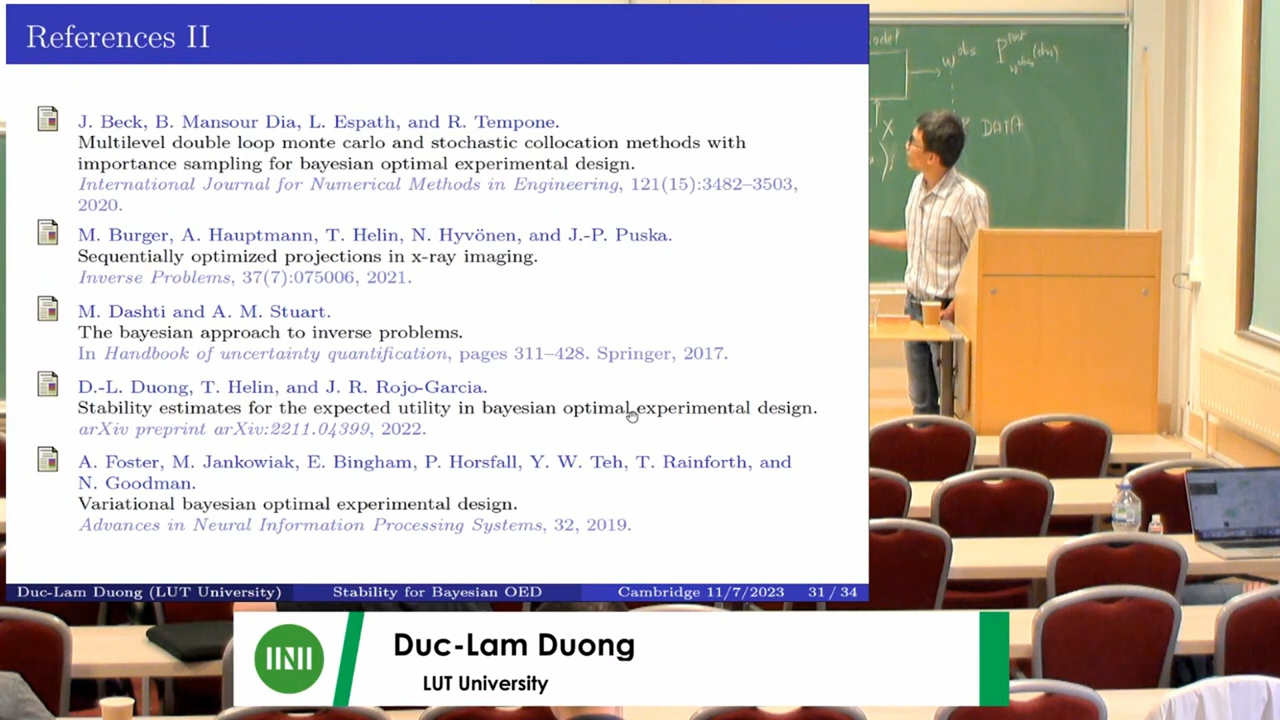 References II
J. Beck, B. Mansour Dia, L. Espath, and R. Tempone.
Multilevel double loop monte carlo and stochastic collocation methods with
importance sampling for bayesian optimal experimental design.
International Journal for Numerical Methods in Engineering, 121(15):3482–3503,
2020.
M. Burger, A. Hauptmann, T. Helin, N. Hyvönen, and J.-P. Puska.
Sequentially optimized projections in x-ray imaging.
Inverse Problems, 37(7):075006, 2021.
M. Dashti and A. M. Stuart.
The bayesian approach to inverse problems.
In Handbook of uncertainty quantification, pages 311–428. Springer, 2017.
D.-L. Duong, T. Helin, and J. R. Rojo-Garcia.
Stability estimates for the expected utility in bayesian optimal experimental design.
arXiv preprint arXiv:2211.04399, 2022.
A. Foster, M. Jankowiak, E. Bingham, P. Horsfall, Y. W. Teh, T. Rainforth, and
N. Goodman.
Variational bayesian optimal experimental design.
Advances in Neural Information Processing Systems, 32, 2019.
Duc-Lam Duong (LUT University) Stability for Bayesian OED Cambridge 11/7/2023 31 / 34
DATA
Duc-Lam Duong
LUT University